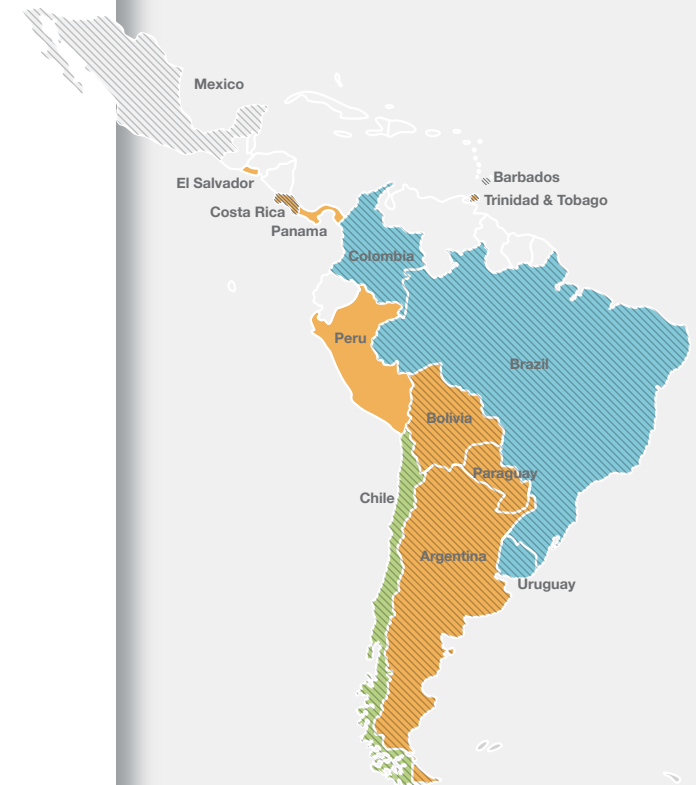 Mexico
Barbados
El Salvador
Trinidad & Tobago
Costa Rica
Panama
Colombia
Peru
Brazil
Bolivia
Paraguay
Chile
Argentina
Uruguay